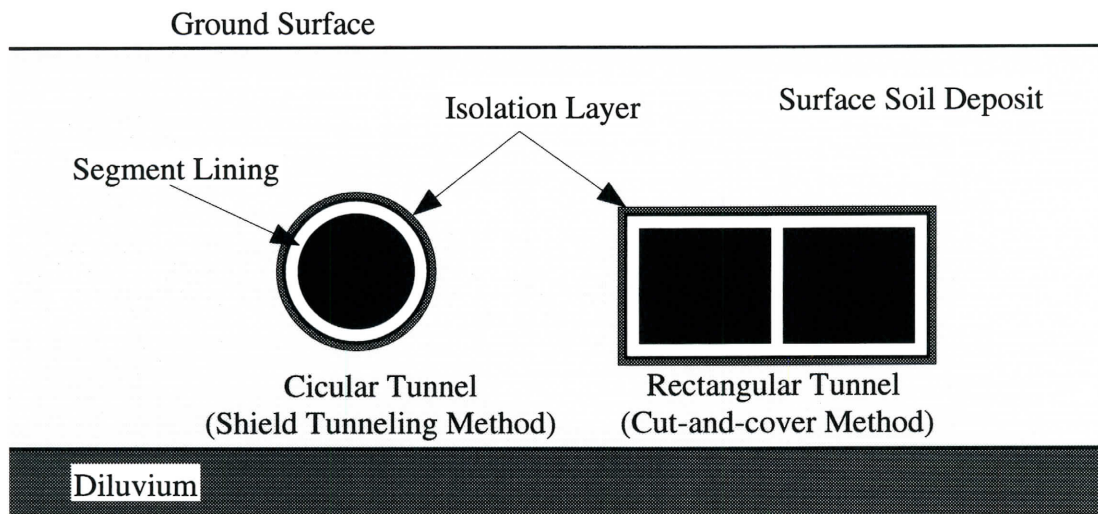 Ground Surface
Surface Soil Deposit
Isolation Layer
Segment Lining
Cicular Tunnel
(Shield Tunneling Method)
Rectangular Tunnel
(Cut-and-cover Method)
Diluvium